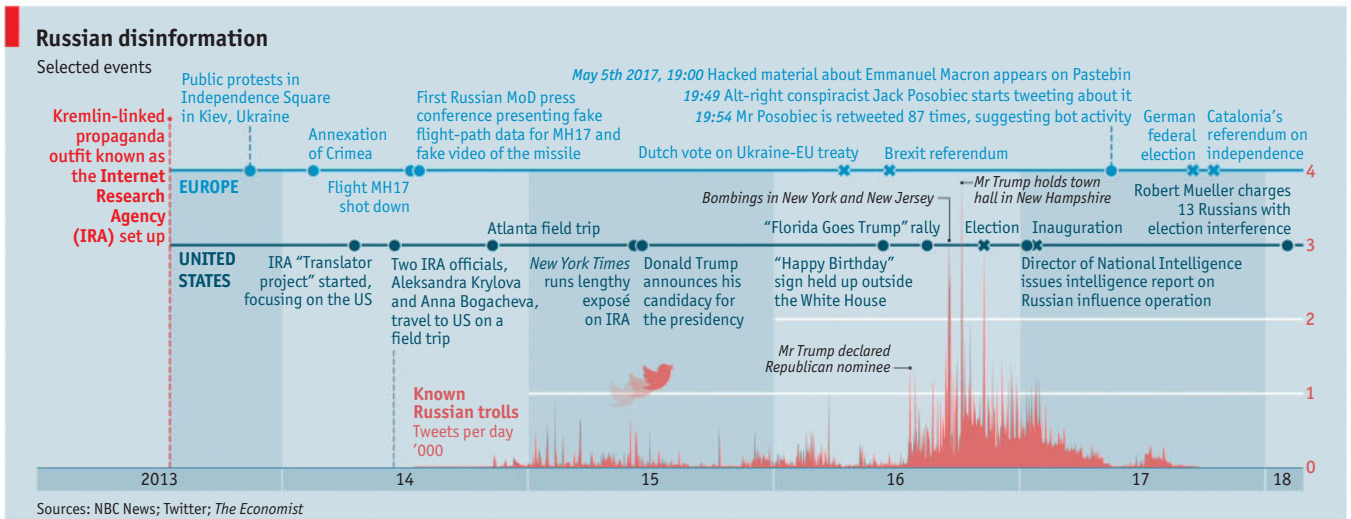 Russian disinformation
Selected events
Kremlin-linked
propaganda
outfit known as
the Internet
Research
Agency
(IRA) set up
Public protests in
Independence Square
in Kiev, Ukraine
Annexation
of Crimea
Flight MH17
shot down
First Russian MoD press
conference presenting fake
flight-path data for MH17 and
fake video of the missile
May 5th 2017, 19:00 Hacked material about Emmanuel Macron appears on Pastebin
19:49 Alt-right conspiracist Jack Posobiec starts tweeting about it
19:54 Mr Posobiec is retweeted 87 times, suggesting bot activity
Dutch vote on Ukraine-EU treaty
Brexit referendum
German
federal
election
Catalonia's
referendum on
independence
EUROPE
4
Bombings in New York and New Jersey
Mr Trump holds town
hall in New Hampshire
Robert Mueller charges
13 Russians with
election interference
Atlanta field trip
"Florida Goes Trump" rally
Election
Inauguration
3
UNITED
STATES
IRA "Translator
project" started,
focusing on the US
Two IRA officials,
Aleksandra Krylova
and Anna Bogacheva,
travel to US on a
field trip
New York Times
runs lengthy
exposé
on IRA
Donald Trump
announces his
candidacy for
the presidency
"Happy Birthday"
sign held up outside
the White House
Director of National Intelligence
issues intelligence report on
Russian influence operation
2
Mr Trump declared
Republican nominee
Known
Russian trolls
Tweets per day
'000
1
0
2013
14
15
16
17
18
Sources: NBC News; Twitter; The Economist